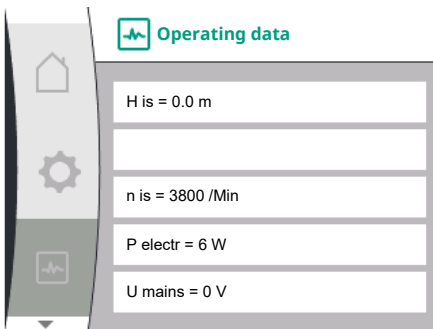 Operating data
H is = 0.0 m
n is = 3800 /Min
P electr = 6 W
U mains = 0 V